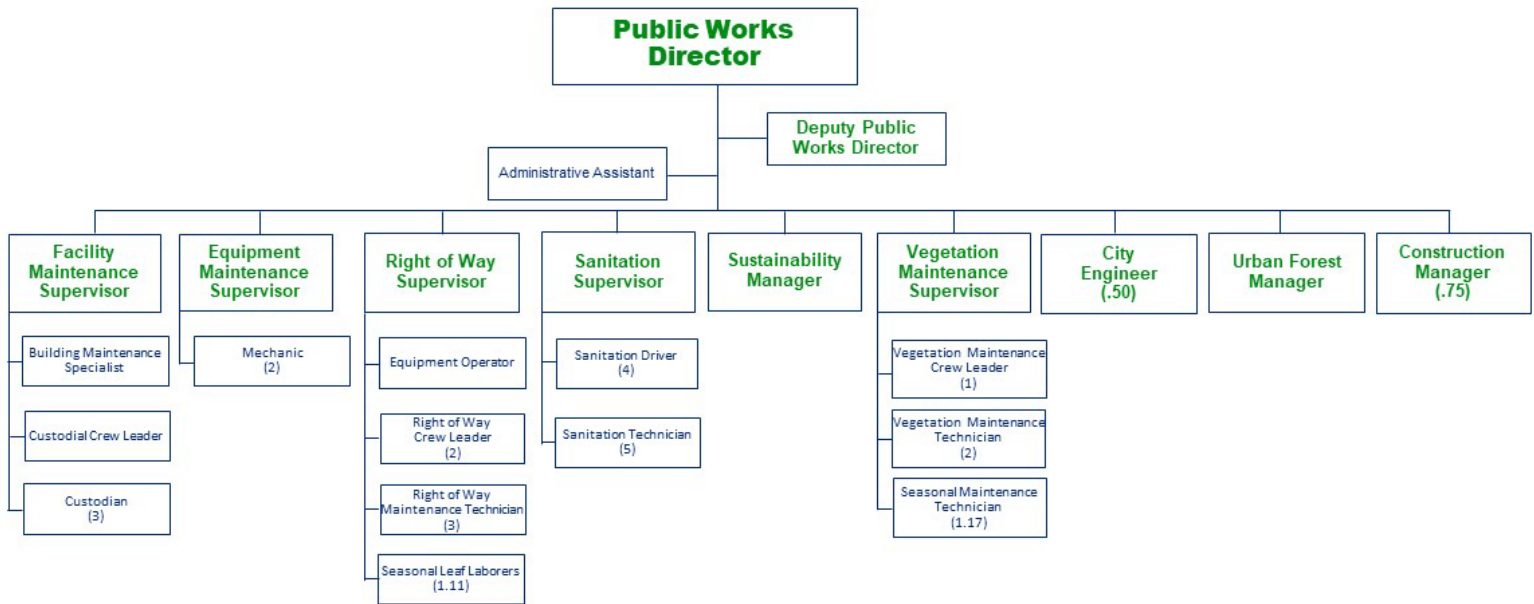 Public Works
Director
Deputy Public
Works Director
Administrative Assistant
Facility
Maintenance
Supervisor
Equipment
Maintenance
Supervisor
Right of Way
Supervisor
Sanitation
Supervisor
Sustainability
Manager
Vegetation
Maintenance
Supervisor
City
Engineer
(.50)
Urban Forest
Manager
Construction
Manager
(.75)
Building Maintenance
Specialist
Custodial Crew Leader
Custodian
(3)
Mechanic
(2)
Equipment Operator
Right of Way
Crew Leader
(2)
Right of Way
Maintenance Technician
(3)
Seasonal Leaf Laborers
(1.11)
Sanitation Driver
(4)
Sanitation Technician
(5)
Vegetation Maintenance
Crew Leader
(1)
Vegetation Maintenance
Technician
(2)
Seasonal Maintenance
Technician
(1.17)